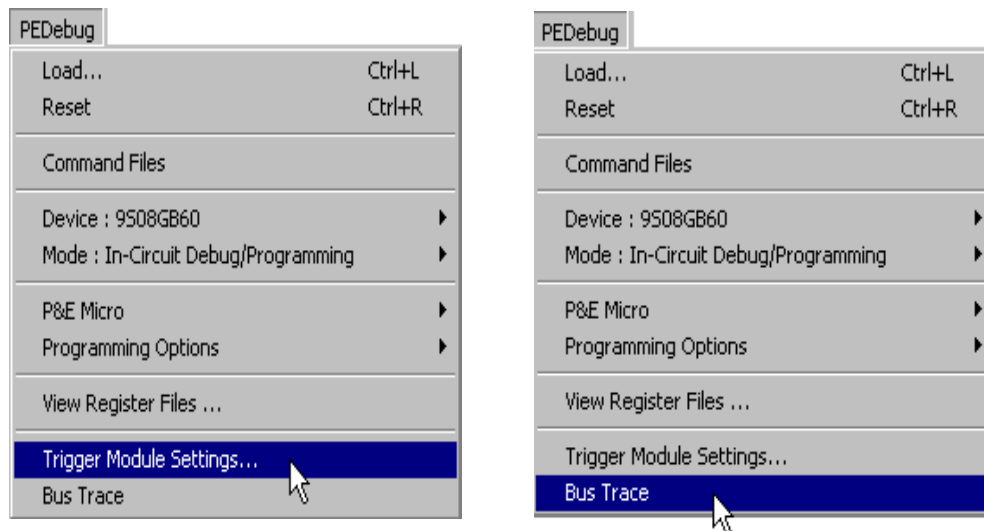 PEDebug
Load... Ctrl+L
Reset Ctrl+R
Command Files
Device : 9S08GB60
Mode : In-Circuit Debug/Programming
P&E Micro
Programming Options
View Register Files ...
Trigger Module Settings...
Bus Trace
PEDebug
Load... Ctrl+L
Reset Ctrl+R
Command Files
Device : 9S08GB60
Mode : In-Circuit Debug/Programming
P&E Micro
Programming Options
View Register Files ...
Trigger Module Settings...
Bus Trace